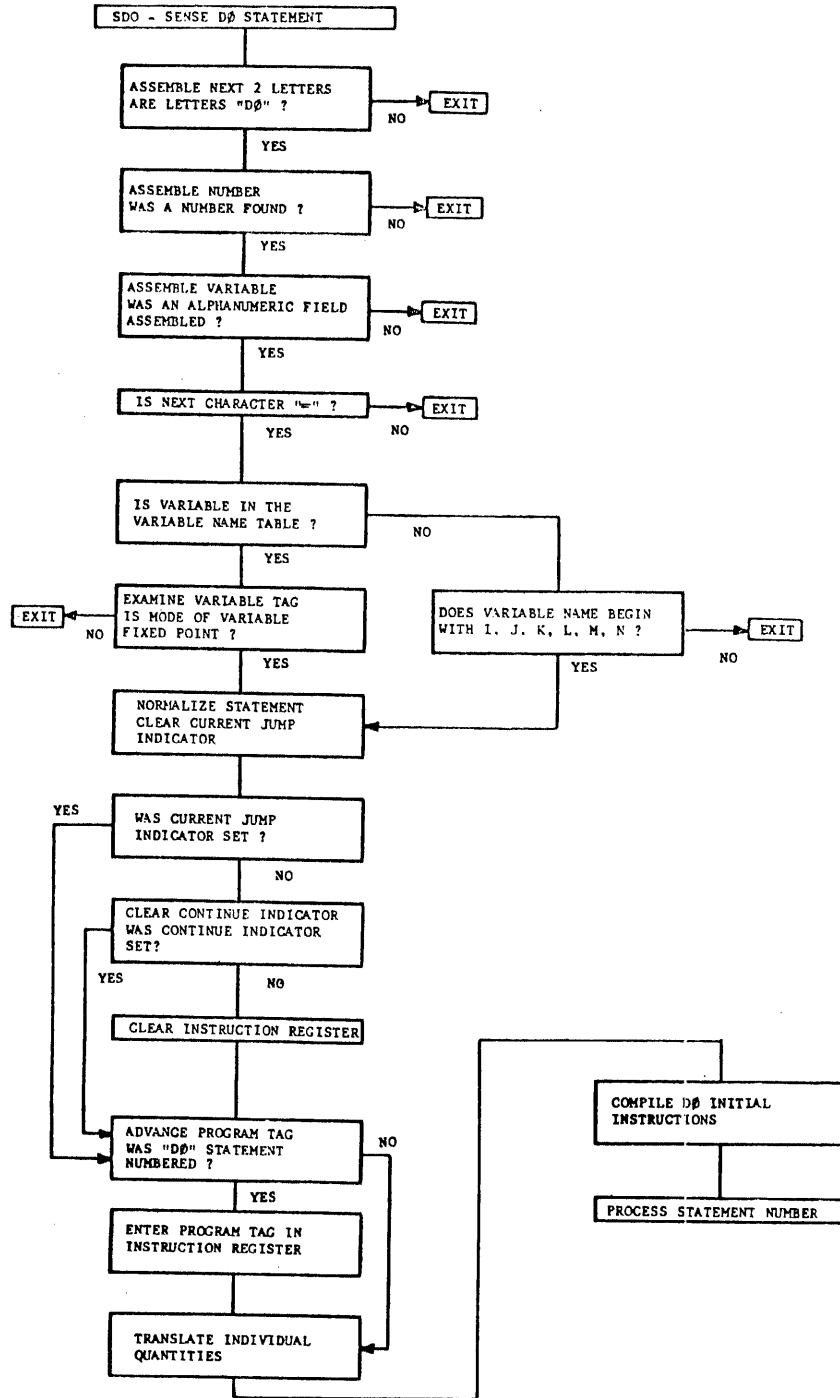 SDO - SENSE DØ STATEMENT
ASSEMBLE NEXT 2 LETTERS
ARE LETTERS "DØ" ?
NO
EXIT
YES
ASSEMBLE NUMBER
WAS A NUMBER FOUND ?
NO
EXIT
YES
ASSEMBLE VARIABLE
WAS AN ALPHANUMERIC FIELD
ASSEMBLED ?
NO
EXIT
YES
IS NEXT CHARACTER "=" ?
NO
EXIT
YES
IS VARIABLE IN THE
VARIABLE NAME TABLE ?
NO
YES
EXAMINE VARIABLE TAG
IS MODE OF VARIABLE
FIXED POINT ?
EXIT
NO
YES
DOES VARIABLE NAME BEGIN
WITH I, J, K, L, M, N ?
EXIT
NO
YES
NORMALIZE STATEMENT
CLEAR CURRENT JUMP
INDICATOR
YES
WAS CURRENT JUMP
INDICATOR SET ?
NO
CLEAR CONTINUE INDICATOR
WAS CONTINUE INDICATOR
SET?
YES
NO
CLEAR INSTRUCTION REGISTER
ADVANCE PROGRAM TAG
WAS "DØ" STATEMENT
NUMBERED ?
NO
YES
ENTER PROGRAM TAG IN
INSTRUCTION REGISTER
TRANSLATE INDIVIDUAL
QUANTITIES
COMPILE DØ INITIAL
INSTRUCTIONS
PROCESS STATEMENT NUMBER